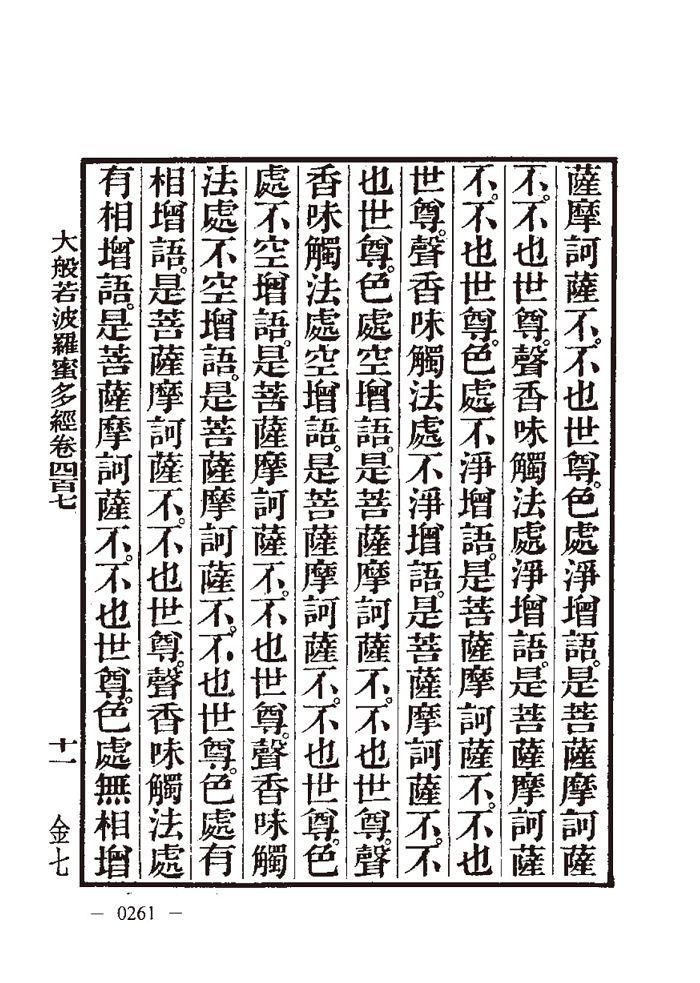 薩摩訶薩不。不也世尊。色處淨增語。是菩薩摩訶薩
不。不也世尊。聲香味觸法處淨增語。是菩薩摩訶薩
不。不也世尊。色處不淨增語。是菩薩摩訶薩不。不也
世尊。聲香味觸法處不淨增語。是菩薩摩訶薩不。不
也世尊。色處空增語。是菩薩摩訶薩不。不也世尊。聲
香味觸法處空增語。是菩薩摩訶薩不。不也世尊。色
處不空增語。是菩薩摩訶薩不。不也世尊。聲香味觸
法處不空增語。是菩薩摩訶薩不。不也世尊。色處有
相增語。是菩薩摩訶薩不。不也世尊。聲香味觸法處
有相增語。是菩薩摩訶薩不。不也世尊。色處無相增
大般若波羅蜜多經卷四百七 十一 金七
— 0261 —